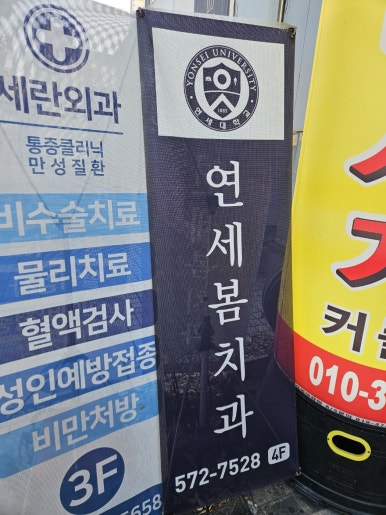 세란외과
통증클리닉
만성질환
비수술치료
물리치료
혈액검사
성인예방접종
비만처방
3F
5658
YONSEI UNIVERSITY
1885
연세대학교
연세봄치과
572-7528 4F
커
010-3